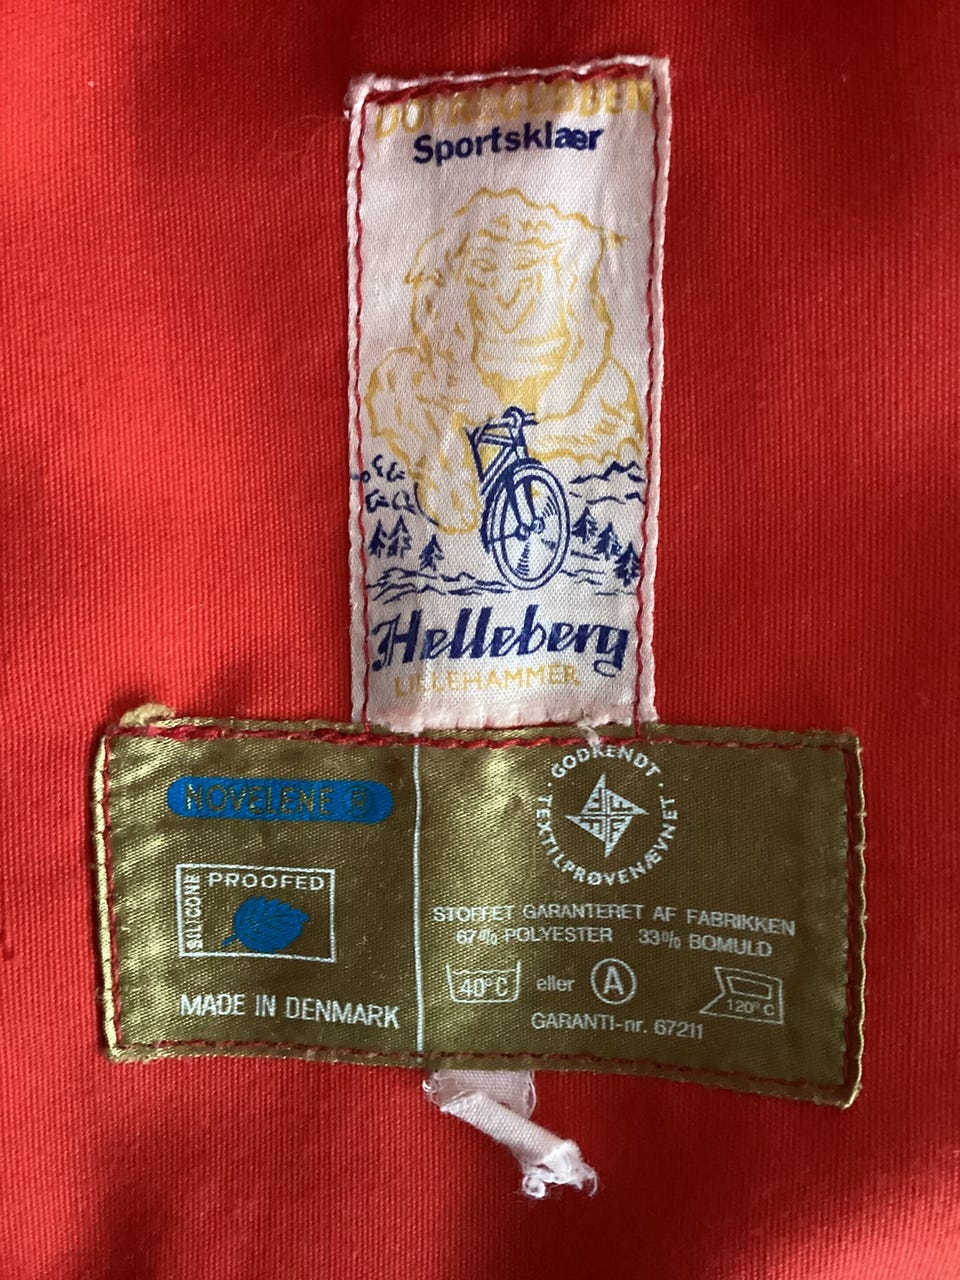 Sportsklær
Helleberg
LILLEHAMMER
NOVELENE ®
SILICONE
PROOFED
MADE IN DENMARK
· GODKENDT ·
TEXTILPRØVENÆVNET
STOFFET GARANTERET AF FABRIKKEN
67% POLYESTER 33% BOMULD
40°C eller A 120°C
GARANTI-nr. 67211